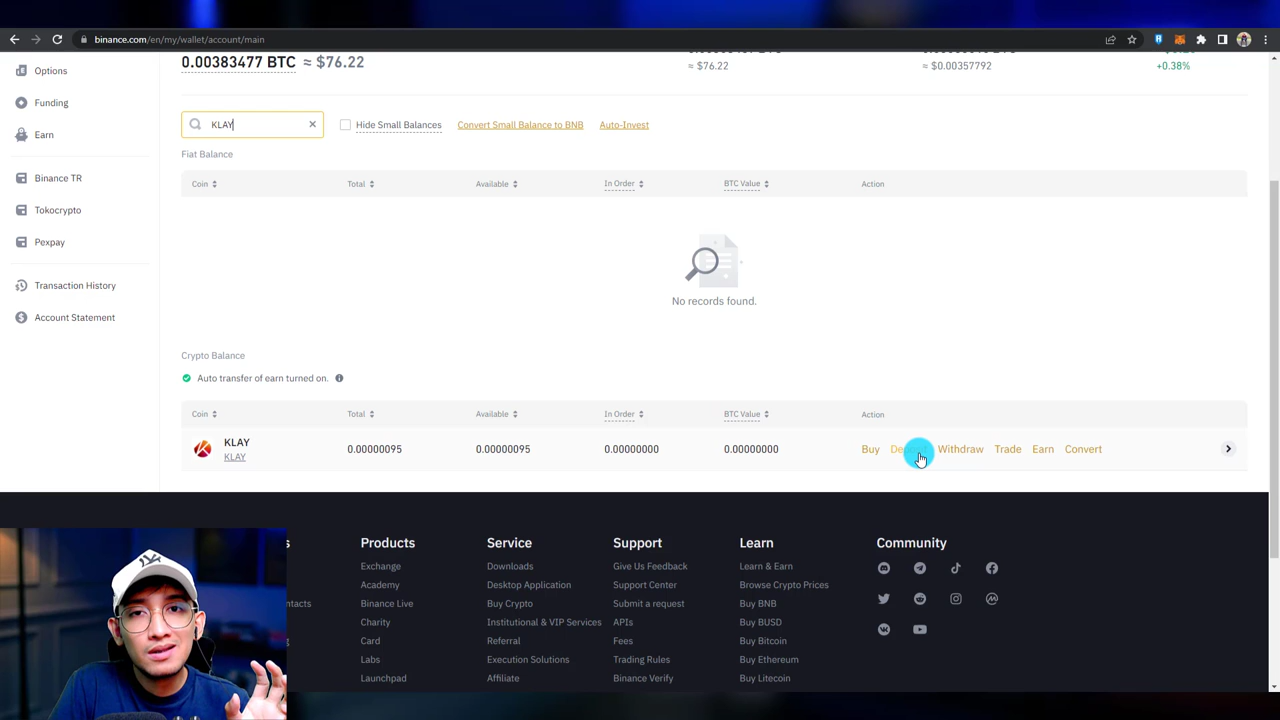 binance.com/en/my/wallet/account/main
0.00383477 BTC ≈ $76.22
≈ $76.22
≈ $0.00357792
+0.38%
Options
Funding
Earn
Binance TR
Tokocrypto
Pexpay
Transaction History
Account Statement
KLAY
Hide Small Balances
Convert Small Balance to BNB
Auto-Invest
Fiat Balance
Coin Total Available In Order BTC Value Action
No records found.
Crypto Balance
Auto transfer of earn turned on.
Coin Total Available In Order BTC Value Action
KLAY
KLAY
0.00000095 0.00000095 0.00000000 0.00000000 Buy Withdraw Trade Earn Convert
Products
Exchange
Academy
Binance Live
Charity
Card
Labs
Launchpad
Service
Downloads
Desktop Application
Buy Crypto
Institutional & VIP Services
Referral
Execution Solutions
Affiliate
Support
Give Us Feedback
Support Center
Submit a request
APIs
Fees
Trading Rules
Binance Verify
Learn
Learn & Earn
Browse Crypto Prices
Buy BNB
Buy BUSD
Buy Bitcoin
Buy Ethereum
Buy Litecoin
Community